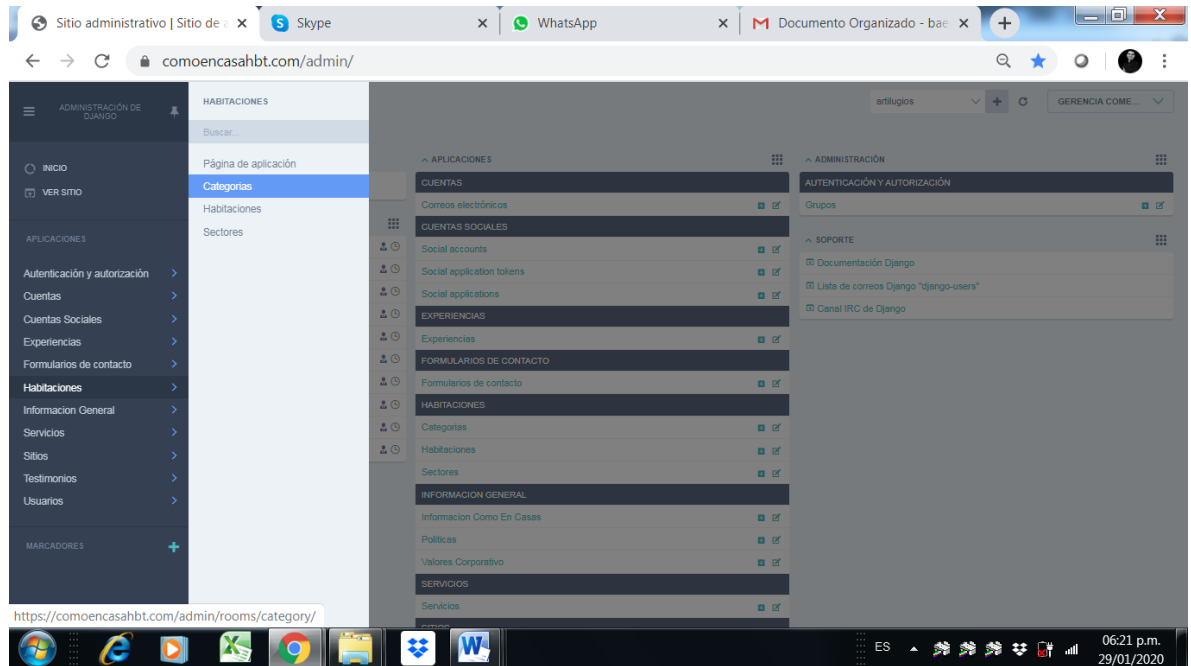 Sitio administrativo | Sitio de a
Skype
WhatsApp
Documento Organizado - bae
comoencasahbt.com/admin/
ADMINISTRACIÓN DE
DJANGO
INICIO
VER SITIO
APLICACIONES
Autenticación y autorización
Cuentas
Cuentas Sociales
Experiencias
Formularios de contacto
Habitaciones
Informacion General
Servicios
Sitios
Testimonios
Usuarios
MARCADORES
HABITACIONES
Buscar...
Página de aplicación
Categorias
Habitaciones
Sectores
artilugios
GERENCIA COME...
APLICACIONES
CUENTAS
Correos electrónicos
CUENTAS SOCIALES
Social accounts
Social application tokens
Social applications
EXPERIENCIAS
Experiencias
FORMULARIOS DE CONTACTO
Formularios de contacto
HABITACIONES
Categorias
Habitaciones
Sectores
INFORMACION GENERAL
Informacion Como En Casas
Politicas
Valores Corporativo
SERVICIOS
Servicios
SITIOS
ADMINISTRACIÓN
AUTENTICACIÓN Y AUTORIZACIÓN
Grupos
SOPORTE
Documentación Django
Lista de correos Django "django-users"
Canal IRC de Django
https://comoencasahbt.com/admin/rooms/category/
ES
06:21 p.m.
29/01/2020